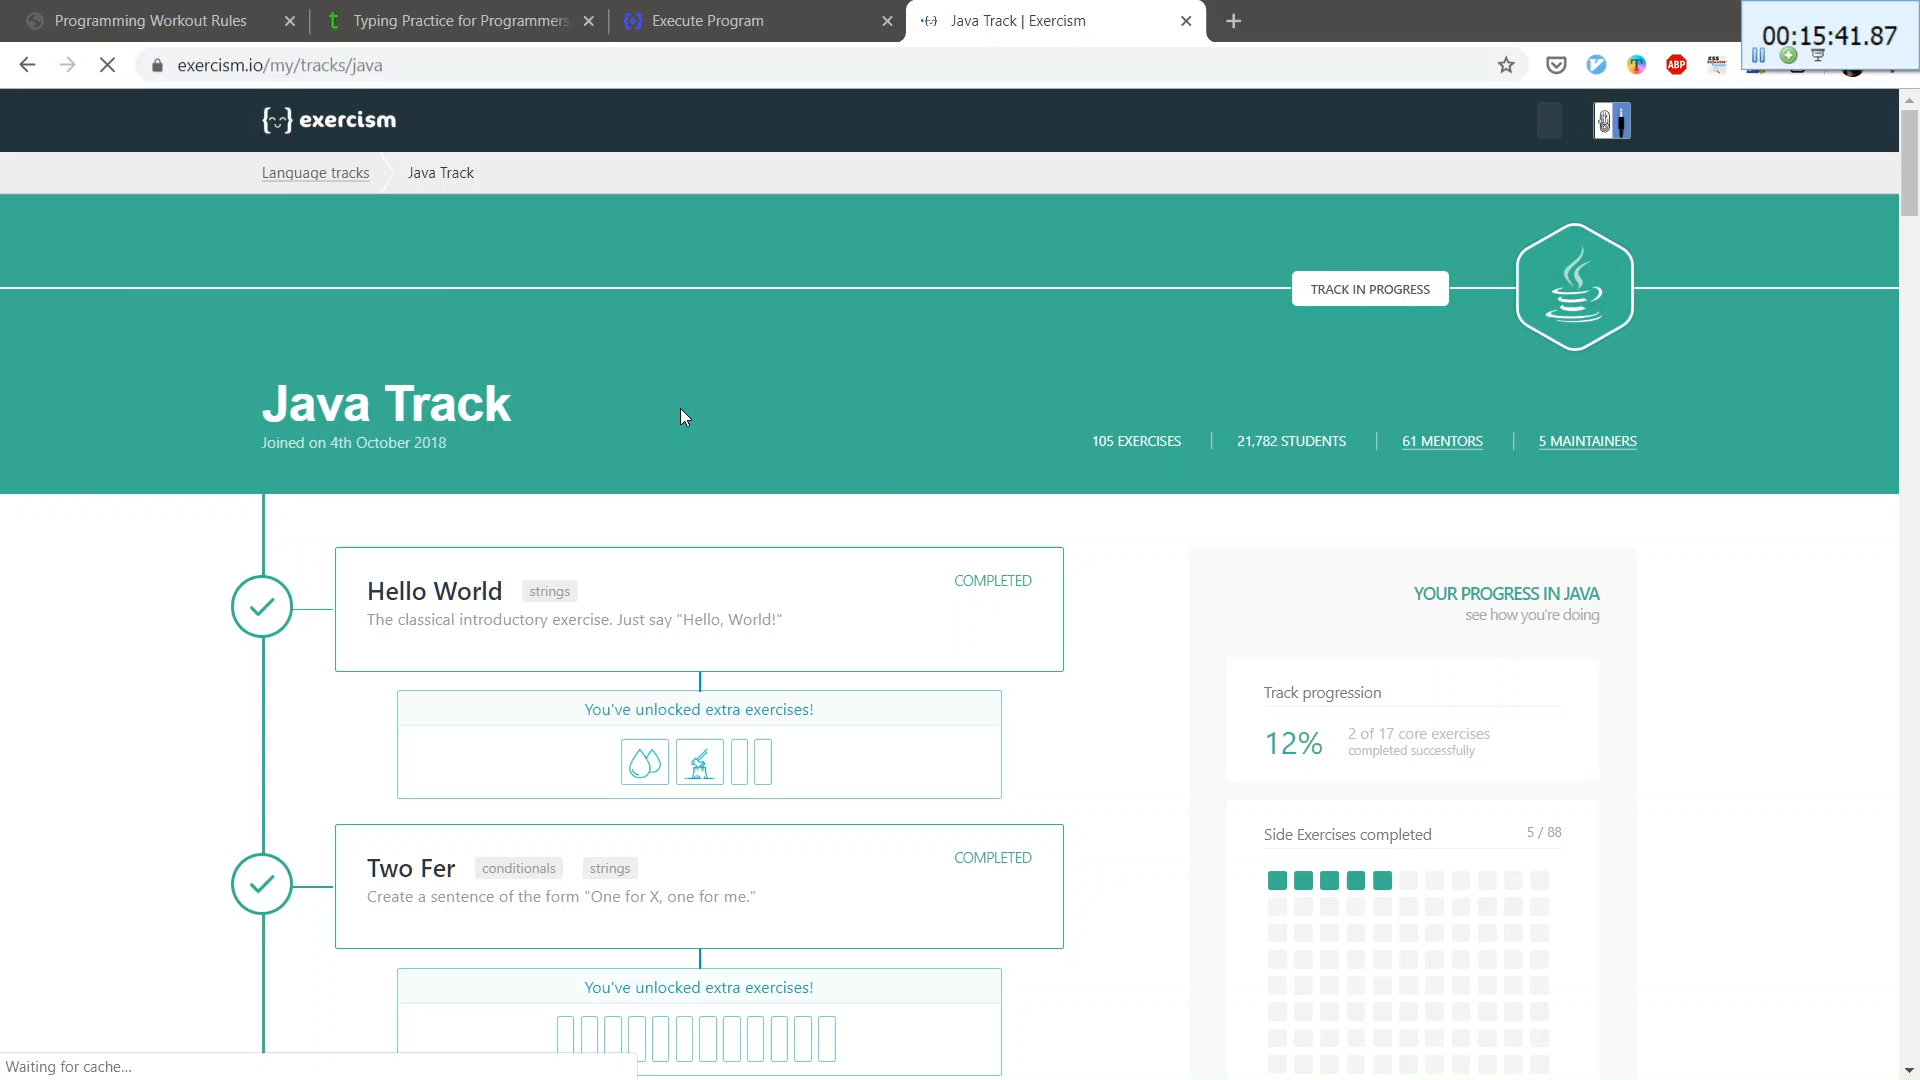 Programming Workout Rules
Typing Practice for Programmers
Execute Program
Java Track | Exercism
00:15:41.87
exercism.io/my/tracks/java
ABP
exercism
Language tracks
Java Track
TRACK IN PROGRESS
Java Track
Joined on 4th October 2018
105 EXERCISES
21,782 STUDENTS
61 MENTORS
5 MAINTAINERS
Hello World
strings
COMPLETED
The classical introductory exercise. Just say "Hello, World!"
You've unlocked extra exercises!
Two Fer
conditionals
strings
COMPLETED
Create a sentence of the form "One for X, one for me."
You've unlocked extra exercises!
YOUR PROGRESS IN JAVA
see how you're doing
Track progression
12%
2 of 17 core exercises
completed successfully
Side Exercises completed
5 / 88
Waiting for cache...